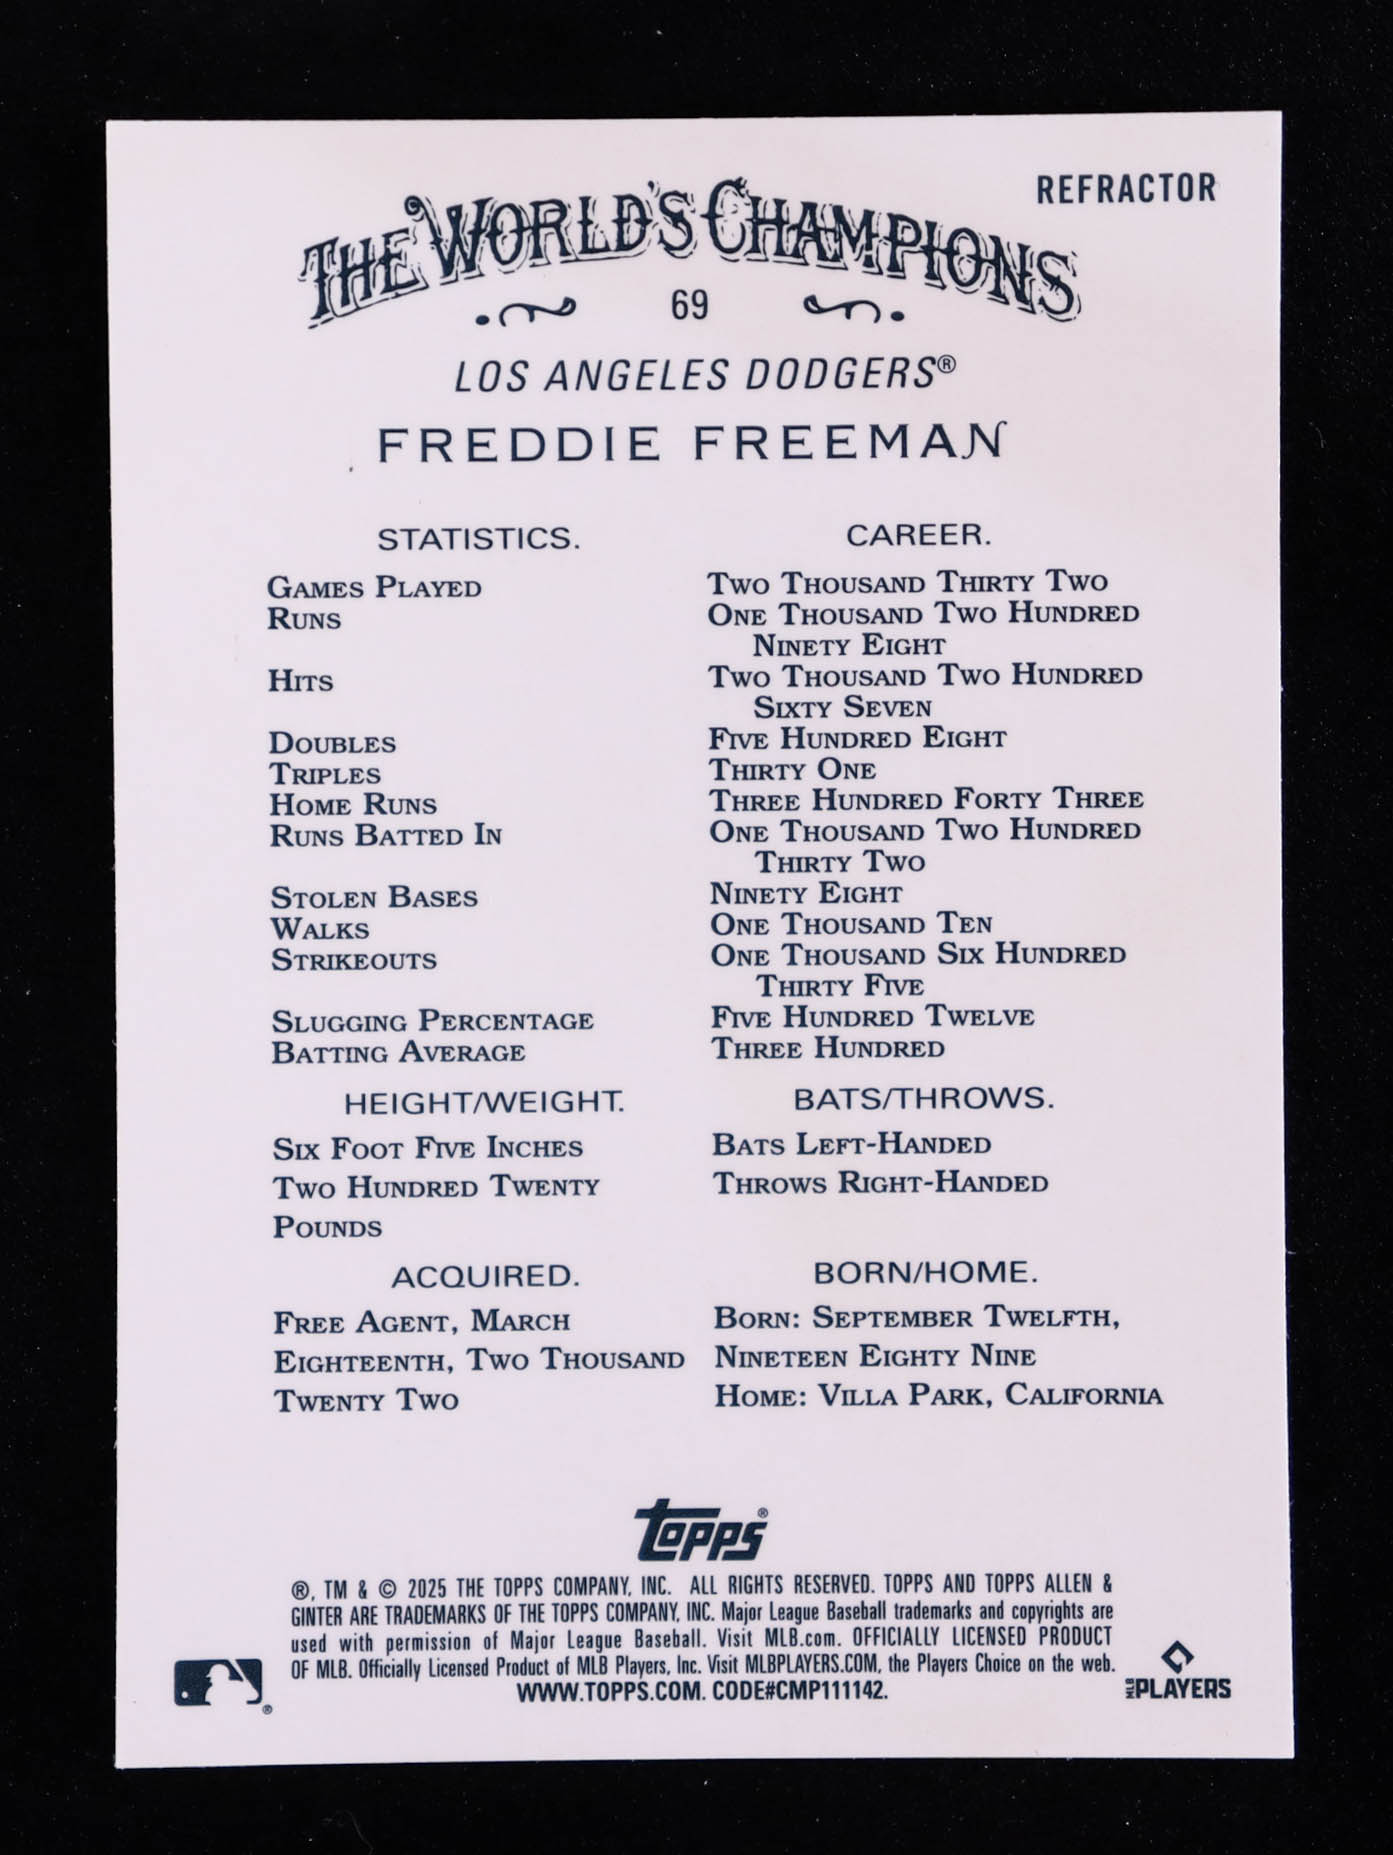 REFRACTOR
THE WORLD'S CHAMPIONS
69
LOS ANGELES DODGERS®
FREDDIE FREEMAN
STATISTICS. CAREER.
GAMES PLAYED TWO THOUSAND THIRTY TWO
RUNS ONE THOUSAND TWO HUNDRED
NINETY EIGHT
HITS TWO THOUSAND TWO HUNDRED
SIXTY SEVEN
DOUBLES FIVE HUNDRED EIGHT
TRIPLES THIRTY ONE
HOME RUNS THREE HUNDRED FORTY THREE
RUNS BATTED IN ONE THOUSAND TWO HUNDRED
THIRTY TWO
STOLEN BASES NINETY EIGHT
WALKS ONE THOUSAND TEN
STRIKEOUTS ONE THOUSAND SIX HUNDRED
THIRTY FIVE
SLUGGING PERCENTAGE FIVE HUNDRED TWELVE
BATTING AVERAGE THREE HUNDRED
HEIGHT/WEIGHT.
SIX FOOT FIVE INCHES
TWO HUNDRED TWENTY
POUNDS
BATS/THROWS.
BATS LEFT-HANDED
THROWS RIGHT-HANDED
ACQUIRED.
FREE AGENT, MARCH
EIGHTEENTH, TWO THOUSAND
TWENTY TWO
BORN/HOME.
BORN: SEPTEMBER TWELFTH,
NINETEEN EIGHTY NINE
HOME: VILLA PARK, CALIFORNIA
topps®
®, TM & © 2025 THE TOPPS COMPANY, INC. ALL RIGHTS RESERVED. TOPPS AND TOPPS ALLEN &
GINTER ARE TRADEMARKS OF THE TOPPS COMPANY, INC. Major League Baseball trademarks and copyrights are
used with permission of Major League Baseball. Visit MLB.com. OFFICIALLY LICENSED PRODUCT
OF MLB. Officially Licensed Product of MLB Players, Inc. Visit MLBPLAYERS.COM, the Players Choice on the web.
WWW.TOPPS.COM. CODE#CMP111142.
®
MLB PLAYERS